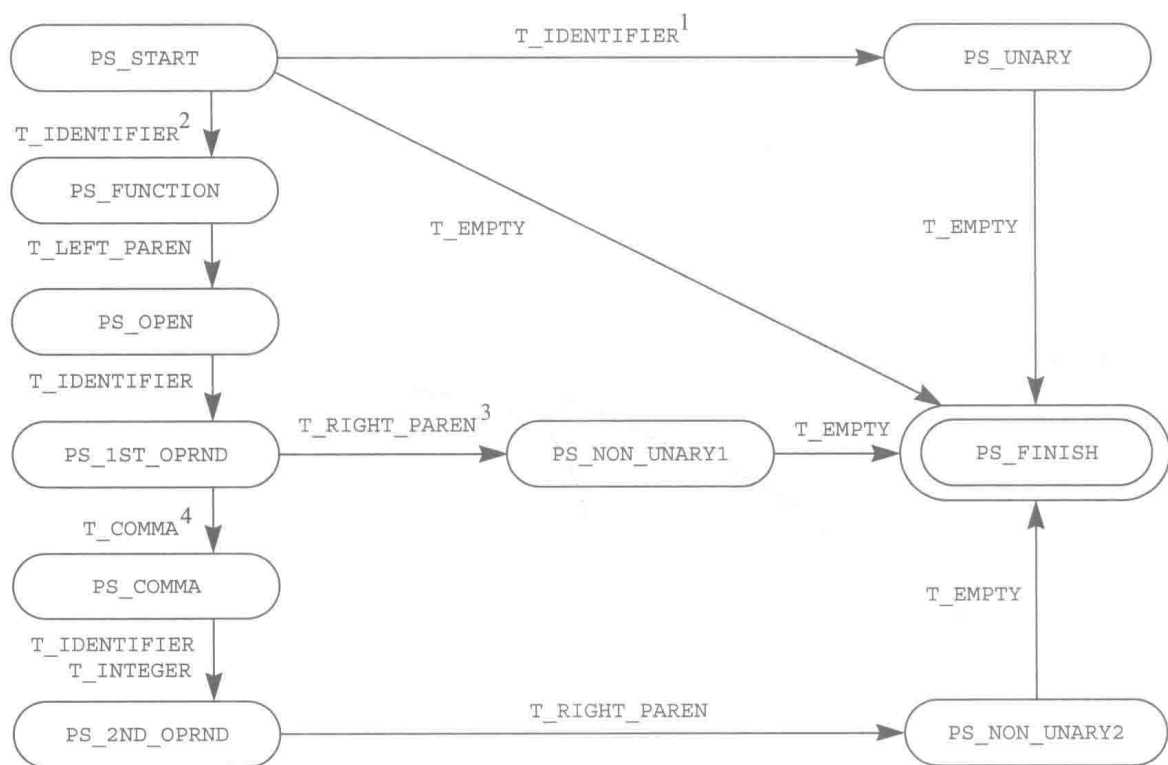 PS_START
T_IDENTIFIER¹
PS_UNARY
T_IDENTIFIER²
PS_FUNCTION
T_EMPTY
T_EMPTY
T_LEFT_PAREN
PS_OPEN
T_IDENTIFIER
PS_1ST_OPRND
T_RIGHT_PAREN³
PS_NON_UNARY1
T_EMPTY
PS_FINISH
T_COMMA⁴
PS_COMMA
T_EMPTY
T_IDENTIFIER
T_INTEGER
PS_2ND_OPRND
T_RIGHT_PAREN
PS_NON_UNARY2